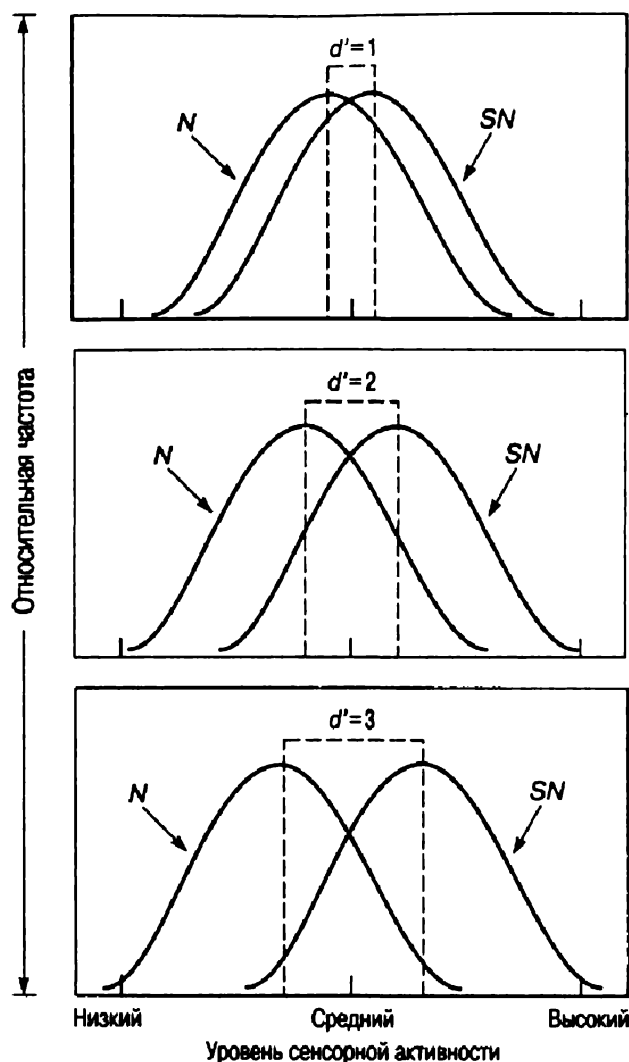 d'=1
N
SN
d'=2
N
SN
d'=3
N
SN
Относительная частота
Низкий Средний Высокий
Уровень сенсорной активности